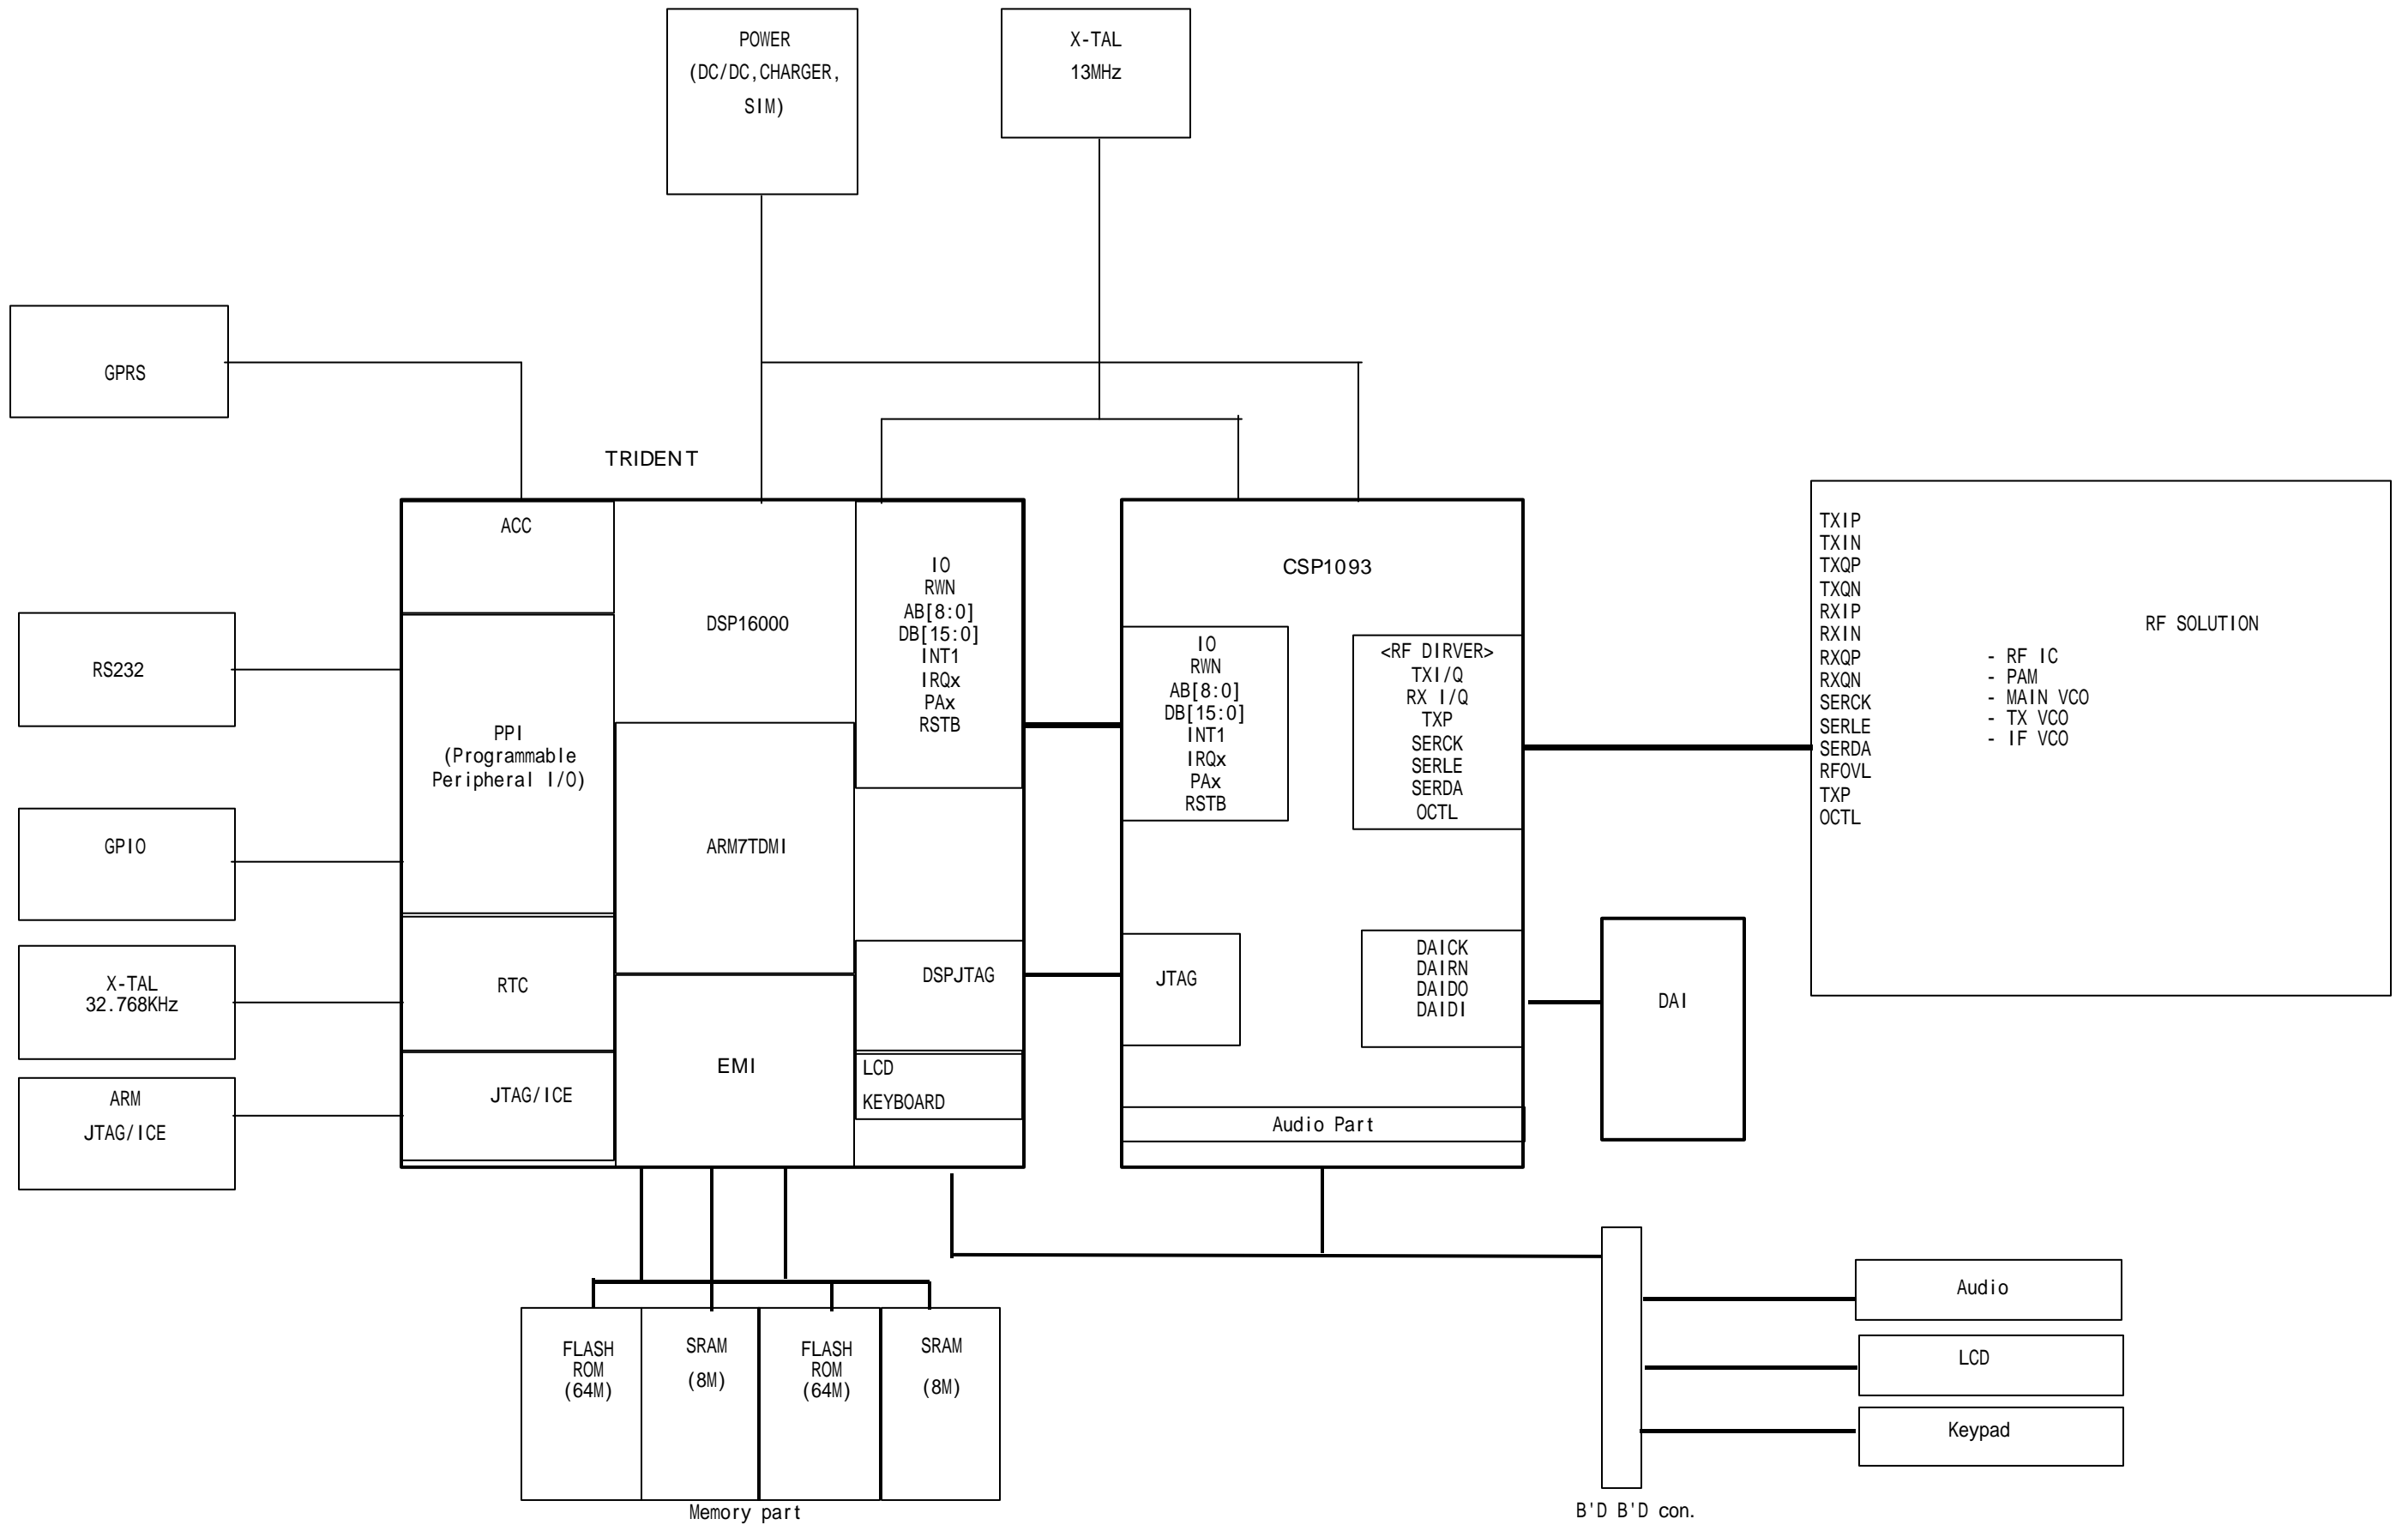 POWER
(DC/DC,CHARGER,
SIM)
X-TAL
13MHz
GPRS
TRIDENT
ACC
DSP16000
IO
RWN
AB[8:0]
DB[15:0]
INT1
IRQx
PAx
RSTB
CSP1093
IO
RWN
AB[8:0]
DB[15:0]
INT1
IRQx
PAx
RSTB
<RF DIRVER>
TXI/Q
RX I/Q
TXP
SERCK
SERLE
SERDA
OCTL
TXIP
TXIN
TXQP
TXQN
RXIP
RXIN
RXQP
RXQN
SERCK
SERLE
SERDA
RFOVL
TXP
OCTL
RF SOLUTION
- RF IC
- PAM
- MAIN VCO
- TX VCO
- IF VCO
RS232
PPI
(Programmable
Peripheral I/O)
GPIO
ARM7TDMI
X-TAL
32.768KHz
RTC
DSPJTAG
JTAG
DAICK
DAIRN
DAIDO
DAIDI
DAI
ARM
JTAG/ICE
JTAG/ICE
EMI
LCD
KEYBOARD
Audio Part
FLASH
ROM
(64M)
SRAM
(8M)
FLASH
ROM
(64M)
SRAM
(8M)
Memory part
Audio
LCD
Keypad
B'D B'D con.